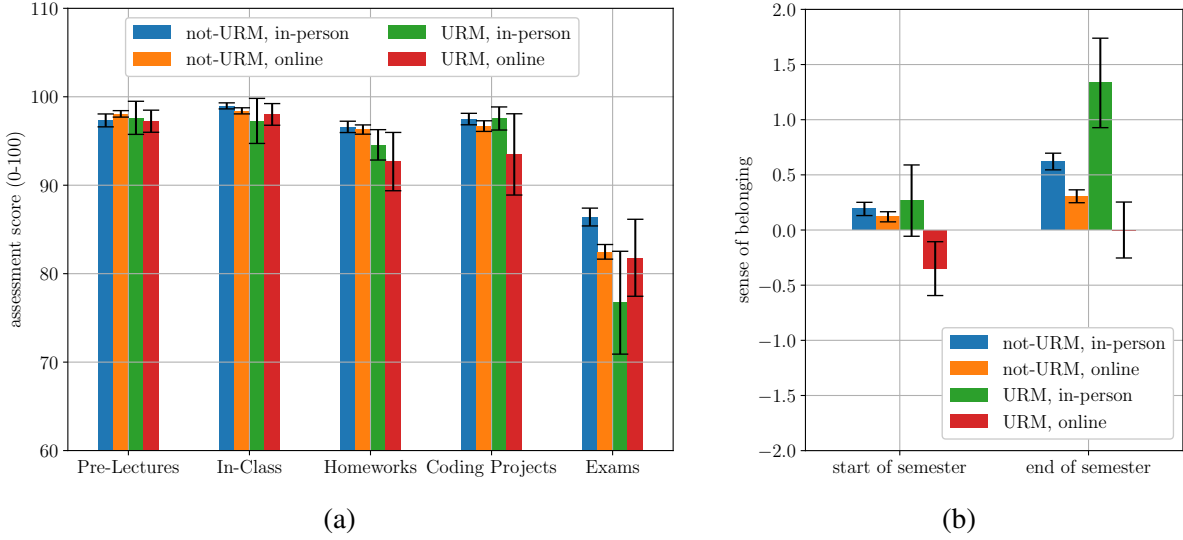 110
100
90
80
70
60
assessment score (0-100)
not-URM, in-person
not-URM, online
URM, in-person
URM, online
Pre-Lectures
In-Class
Homeworks
Coding Projects
Exams
(a)
2.0
1.5
1.0
0.5
0.0
−0.5
−1.0
−1.5
−2.0
sense of belonging
not-URM, in-person
not-URM, online
URM, in-person
URM, online
start of semester
end of semester
(b)